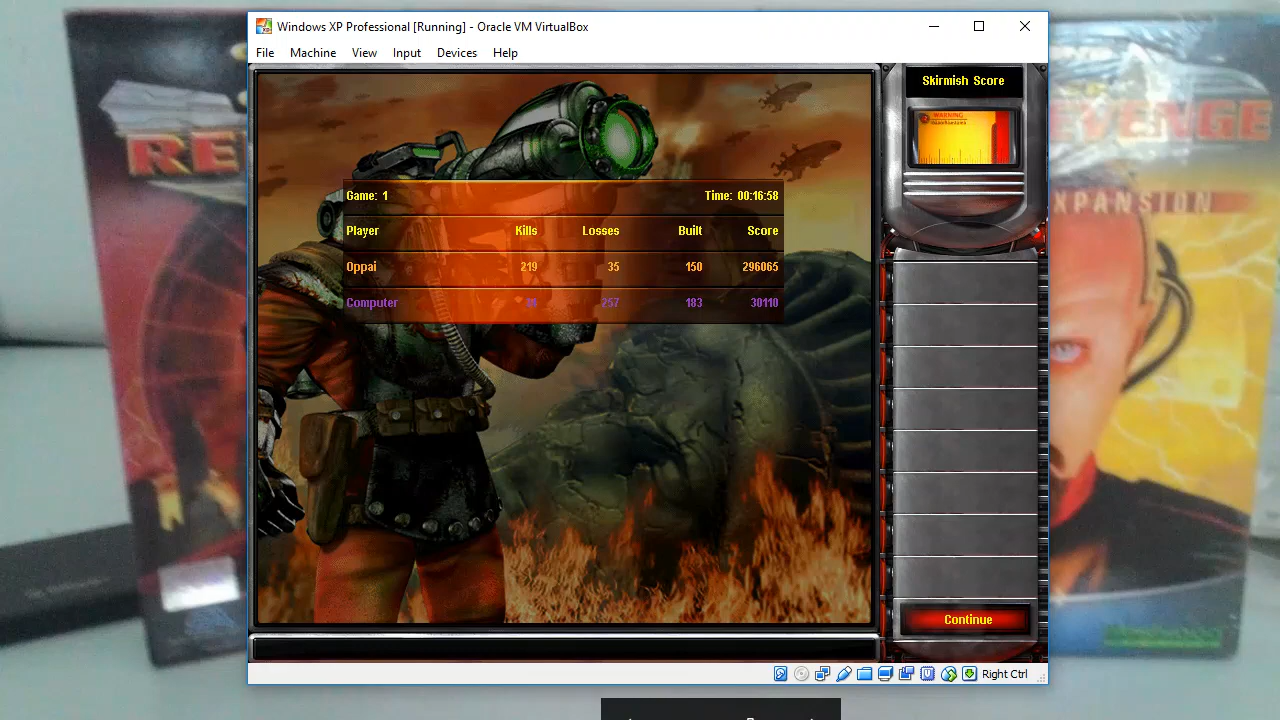 Windows XP Professional [Running] - Oracle VM VirtualBox
File Machine View Input Devices Help
Skirmish Score
WARNING
Game: 1 Time: 00:16:58
Player Kills Losses Built Score
Oppai 219 35 150 296065
Computer 257 183 30110
EVENGE
XPANSION
RE
Continue
Right Ctrl